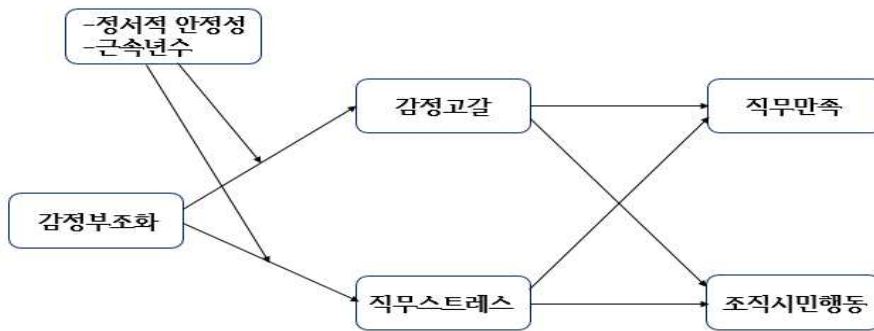 -정서적 안정성
-근속년수
감정고갈
직무만족
감정부조화
직무스트레스
조직시민행동